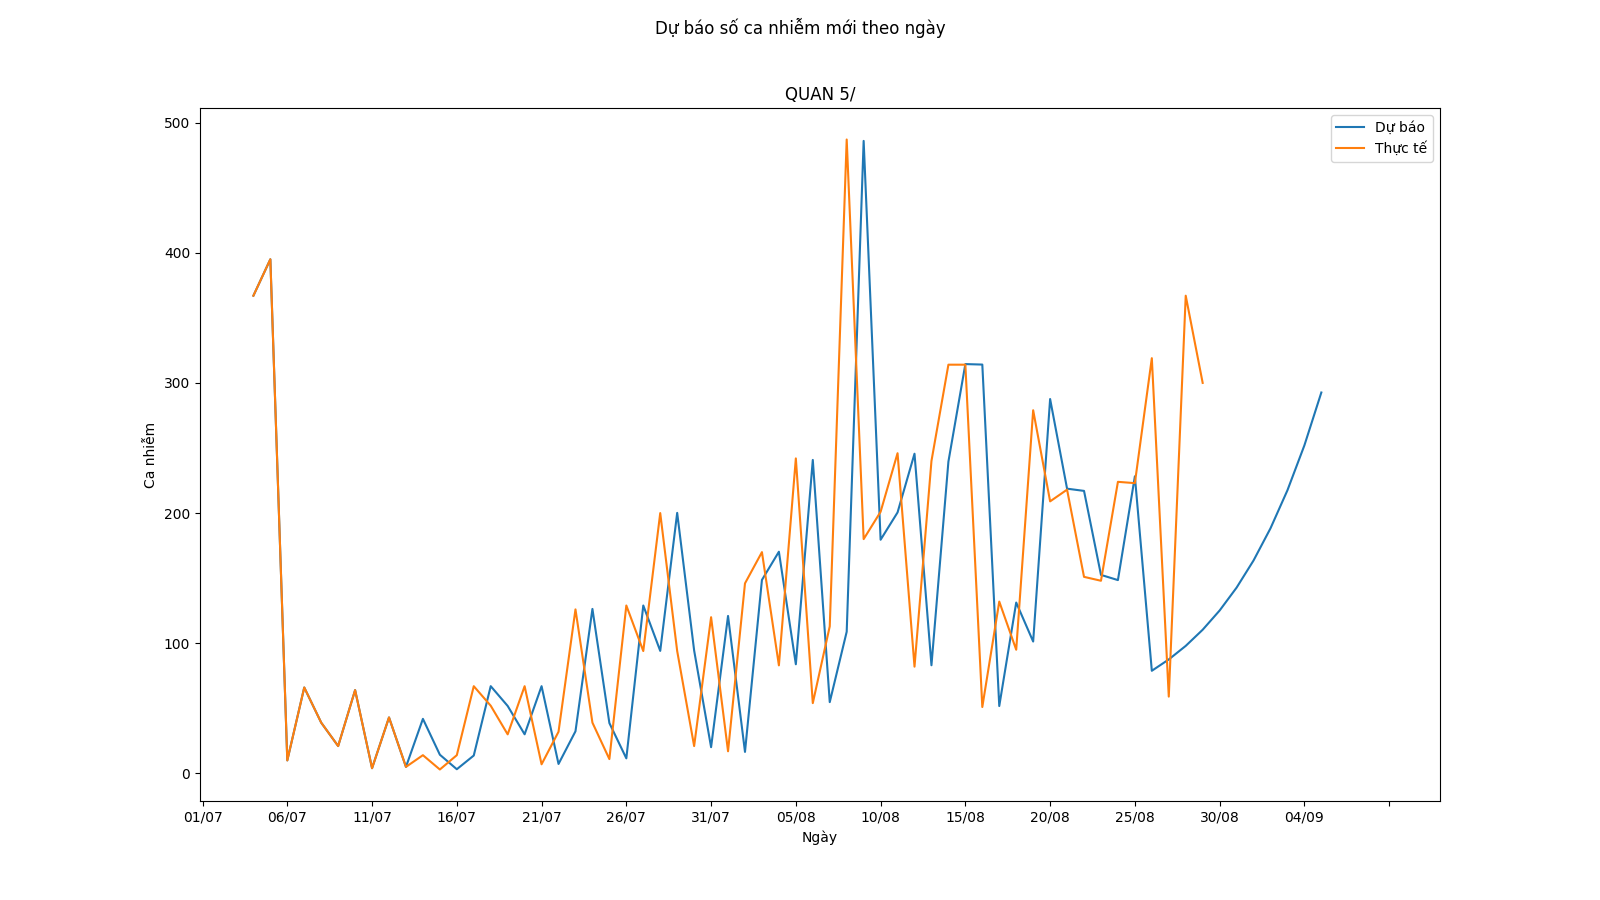 Dự báo số ca nhiễm mới theo ngày
QUAN 5/
500
400
300
200
100
0
Ca nhiễm
Dự báo
Thực tế
01/07 06/07 11/07 16/07 21/07 26/07 31/07 05/08 10/08 15/08 20/08 25/08 30/08 04/09
Ngày